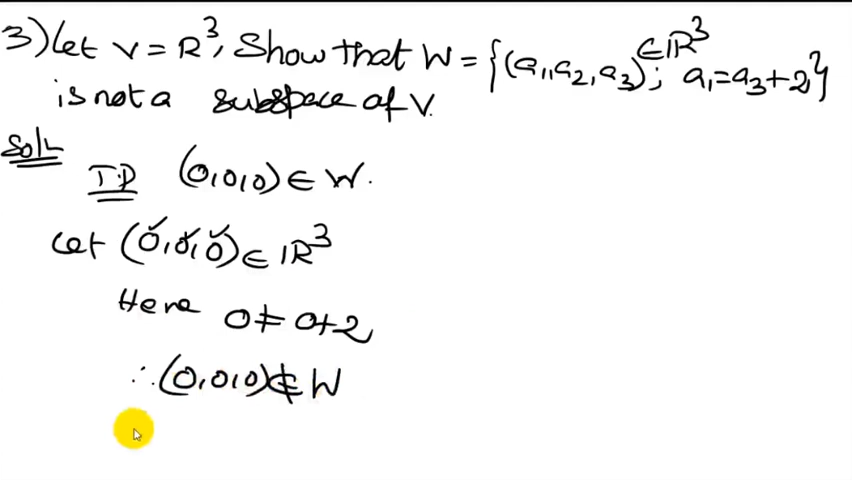 3) Let V = R³, Show that W = {(a₁,a₂,a₃) ∈ ℝ³; a₁=a₃+2}
is not a subspace of V.
Soln
T.P (0,0,0) ∈ W.
Let (0,0,0) ∈ ℝ³
Here 0 ≠ 0+2
∴ (0,0,0) ∉ W